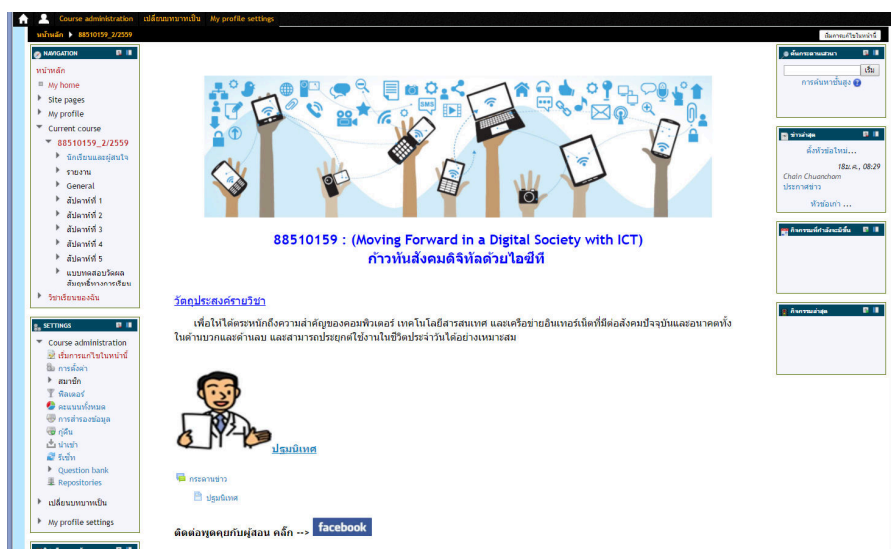 Course administration เปลี่ยนบทบาทเป็น My profile settings
หน้าหลัก ▶ 88510159_2/2559
เริ่มการแก้ไขในหน้านี้
NAVIGATION
หน้าหลัก
My home
Site pages
My profile
Current course
88510159_2/2559
นักเรียนและผู้สนใจ
รายงาน
General
สัปดาห์ที่ 1
สัปดาห์ที่ 2
สัปดาห์ที่ 3
สัปดาห์ที่ 4
สัปดาห์ที่ 5
แบบทดสอบวัดผล
สัมฤทธิ์ทางการเรียน
วิชาเรียนของฉัน
SETTINGS
Course administration
เริ่มการแก้ไขในหน้านี้
การตั้งค่า
สมาชิก
ฟิลเตอร์
คะแนนทั้งหมด
การสำรองข้อมูล
กู้คืน
นำเข้า
รีเซ็ท
Question bank
Repositories
เปลี่ยนบทบาทเป็น
My profile settings
SMS
88510159 : (Moving Forward in a Digital Society with ICT)
ก้าวทันสังคมดิจิทัลด้วยไอซีที
วัตถุประสงค์รายวิชา
เพื่อให้ได้ตระหนักถึงความสำคัญของคอมพิวเตอร์ เทคโนโลยีสารสนเทศ และเครือข่ายอินเทอร์เน็ตที่มีต่อสังคมปัจจุบันและอนาคตทั้ง
ในด้านบวกและด้านลบ และสามารถประยุกต์ใช้งานในชีวิตประจำวันได้อย่างเหมาะสม
ปฐมนิเทศ
กระดานข่าว
ปฐมนิเทศ
ติดต่อพูดคุยกับผู้สอน คลิ๊ก --> facebook
ค้นกระดานเสวนา
เริ่ม
การค้นหาขั้นสูง
ข่าวล่าสุด
ตั้งหัวข้อใหม่...
18ม.ค., 08:29
Chain Chuancham
ประกาศข่าว
หัวข้อเก่า ...
กิจกรรมที่กำลังจะมีขึ้น
กิจกรรมล่าสุด